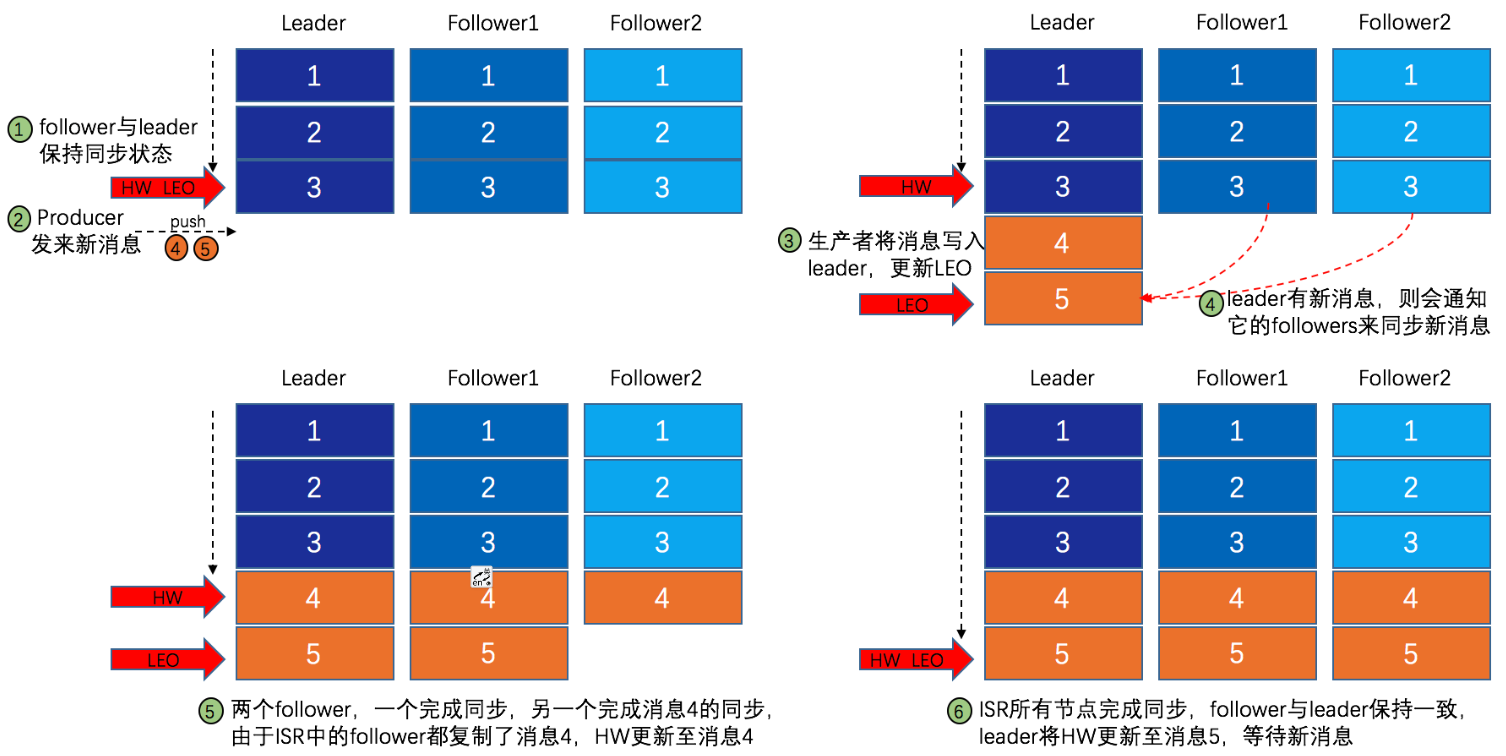 Leader Follower1 Follower2
1 1 1
① follower与leader
保持同步状态
2 2 2
HW LEO
3 3 3
② Producer
发来新消息
push
4 5
Leader Follower1 Follower2
1 1 1
2 2 2
HW
3 3 3
③ 生产者将消息写入
leader，更新LEO
4
LEO
5
④ leader有新消息，则会通知
它的followers来同步新消息
Leader Follower1 Follower2
1 1 1
2 2 2
3 3 3
HW
4 4 4
en
LEO
5 5
⑤ 两个follower，一个完成同步，另一个完成消息4的同步，
由于ISR中的follower都复制了消息4，HW更新至消息4
Leader Follower1 Follower2
1 1 1
2 2 2
3 3 3
4 4 4
HW LEO
5 5 5
⑥ ISR所有节点完成同步，follower与leader保持一致，
leader将HW更新至消息5，等待新消息